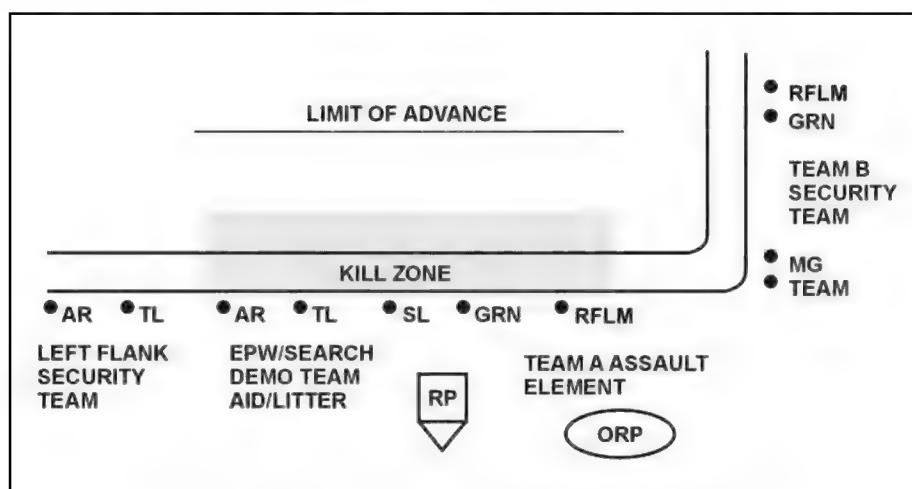 LIMIT OF ADVANCE
RFLM
GRN
TEAM B
SECURITY
TEAM
KILL ZONE
MG
TEAM
AR
TL
AR
TL
SL
GRN
RFLM
LEFT FLANK
SECURITY
TEAM
EPW/SEARCH
DEMO TEAM
AID/LITTER
RP
TEAM A ASSAULT
ELEMENT
ORP